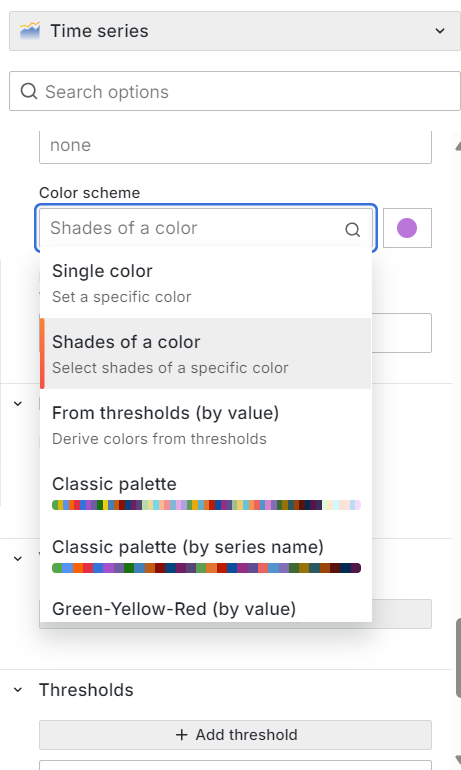 Time series
Search options
none
Color scheme
Shades of a color
Single color
Set a specific color
Shades of a color
Select shades of a specific color
From thresholds (by value)
Derive colors from thresholds
Classic palette
Classic palette (by series name)
Green-Yellow-Red (by value)
Thresholds
+ Add threshold